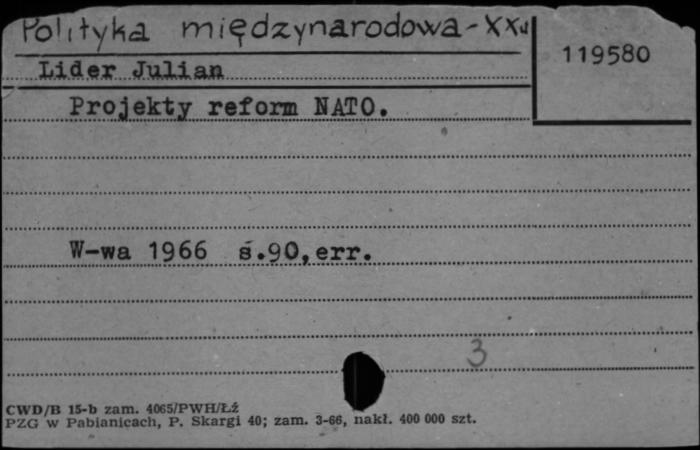 Polityka międzynarodowa - XXw
119580
Lider Julian
Projekty reform NATO.
W-wa 1966 s.90,err.
3
CWD/B 15-b zam. 4065/PWH/Łź
PZG w Pabianicach, P. Skargi 40; zam. 3-66, nakł. 400 000 szt.